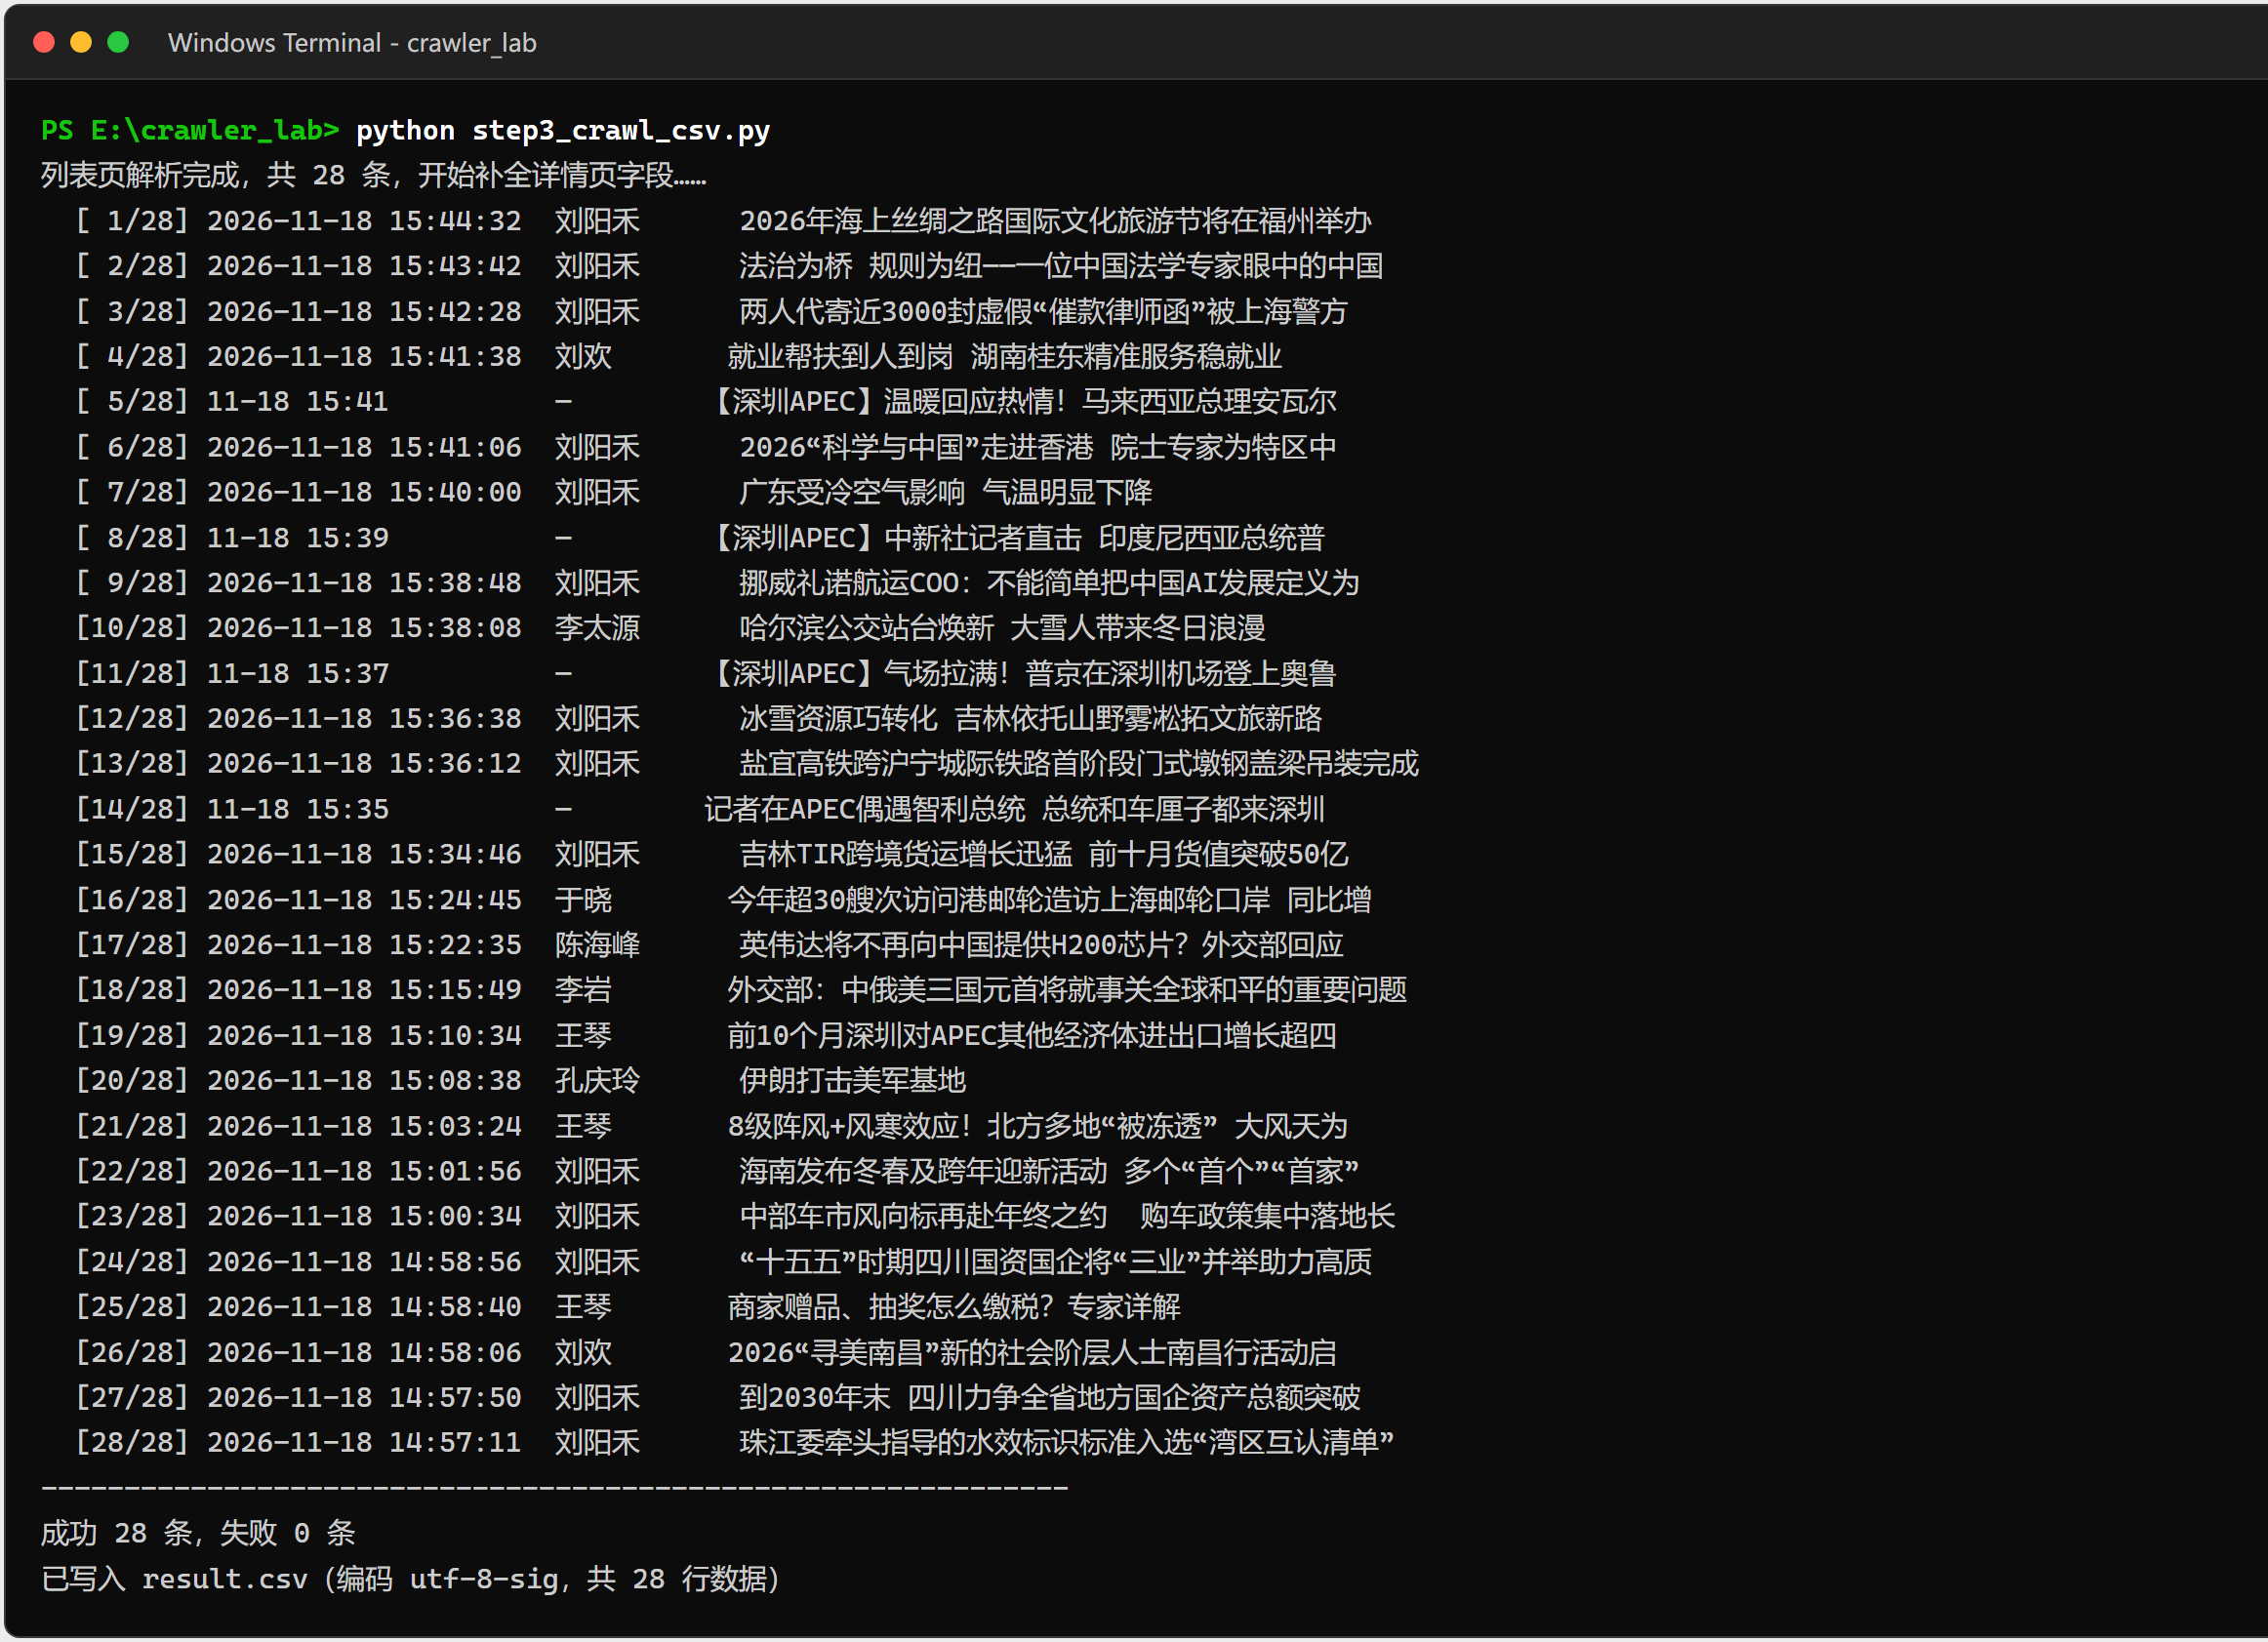 Windows Terminal - crawler_lab
PS E:\crawler_lab> python step3_crawl_csv.py
列表页解析完成，共 28 条，开始补全详情页字段……
[ 1/28] 2026-11-18 15:44:32 刘阳禾 2026年海上丝绸之路国际文化旅游节将在福州举办
[ 2/28] 2026-11-18 15:43:42 刘阳禾 法治为桥 规则为纽——一位中国法学专家眼中的中国
[ 3/28] 2026-11-18 15:42:28 刘阳禾 两人代寄近3000封虚假“催款律师函”被上海警方
[ 4/28] 2026-11-18 15:41:38 刘欢 就业帮扶到人到岗 湖南桂东精准服务稳就业
[ 5/28] 11-18 15:41 - 【深圳APEC】温暖回应热情！马来西亚总理安瓦尔
[ 6/28] 2026-11-18 15:41:06 刘阳禾 2026“科学与中国”走进香港 院士专家为特区中
[ 7/28] 2026-11-18 15:40:00 刘阳禾 广东受冷空气影响 气温明显下降
[ 8/28] 11-18 15:39 - 【深圳APEC】中新社记者直击 印度尼西亚总统普
[ 9/28] 2026-11-18 15:38:48 刘阳禾 挪威礼诺航运COO：不能简单把中国AI发展定义为
[10/28] 2026-11-18 15:38:08 李太源 哈尔滨公交站台焕新 大雪人带来冬日浪漫
[11/28] 11-18 15:37 - 【深圳APEC】气场拉满！普京在深圳机场登上奥鲁
[12/28] 2026-11-18 15:36:38 刘阳禾 冰雪资源巧转化 吉林依托山野雾凇拓文旅新路
[13/28] 2026-11-18 15:36:12 刘阳禾 盐宜高铁跨沪宁城际铁路首阶段门式墩钢盖梁吊装完成
[14/28] 11-18 15:35 - 记者在APEC偶遇智利总统 总统和车厘子都来深圳
[15/28] 2026-11-18 15:34:46 刘阳禾 吉林TIR跨境货运增长迅猛 前十月货值突破50亿
[16/28] 2026-11-18 15:24:45 于晓 今年超30艘次访问港邮轮造访上海邮轮口岸 同比增
[17/28] 2026-11-18 15:22:35 陈海峰 英伟达将不再向中国提供H200芯片？外交部回应
[18/28] 2026-11-18 15:15:49 李岩 外交部：中俄美三国元首将就事关全球和平的重要问题
[19/28] 2026-11-18 15:10:34 王琴 前10个月深圳对APEC其他经济体进出口增长超四
[20/28] 2026-11-18 15:08:38 孔庆玲 伊朗打击美军基地
[21/28] 2026-11-18 15:03:24 王琴 8级阵风+风寒效应！北方多地“被冻透” 大风天为
[22/28] 2026-11-18 15:01:56 刘阳禾 海南发布冬春及跨年迎新活动 多个“首个”“首家”
[23/28] 2026-11-18 15:00:34 刘阳禾 中部车市风向标再赴年终之约  购车政策集中落地长
[24/28] 2026-11-18 14:58:56 刘阳禾 “十五五”时期四川国资国企将“三业”并举助力高质
[25/28] 2026-11-18 14:58:40 王琴 商家赠品、抽奖怎么缴税？专家详解
[26/28] 2026-11-18 14:58:06 刘欢 2026“寻美南昌”新的社会阶层人士南昌行活动启
[27/28] 2026-11-18 14:57:50 刘阳禾 到2030年末 四川力争全省地方国企资产总额突破
[28/28] 2026-11-18 14:57:11 刘阳禾 珠江委牵头指导的水效标识标准入选“湾区互认清单”
--------------------------------------------------------------
成功 28 条，失败 0 条
已写入 result.csv（编码 utf-8-sig，共 28 行数据）